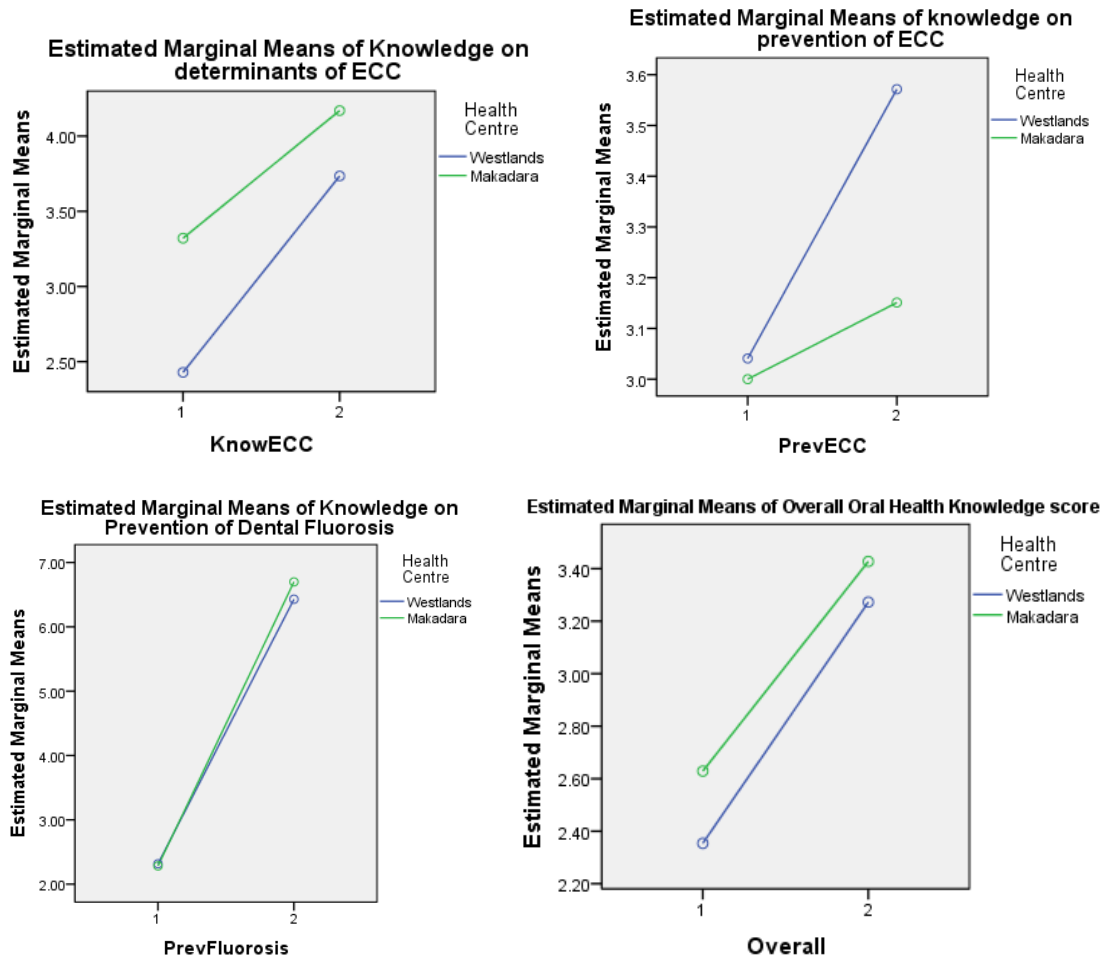 Estimated Marginal Means of Knowledge on
determinants of ECC
Estimated Marginal Means
4.00
3.50
3.00
2.50
1
2
KnowECC
Health
Centre
Westlands
Makadara
Estimated Marginal Means of knowledge on
prevention of ECC
Estimated Marginal Means
3.6
3.5
3.4
3.3
3.2
3.1
3.0
1
2
PrevECC
Health
Centre
Westlands
Makadara
Estimated Marginal Means of Knowledge on
Prevention of Dental Fluorosis
Estimated Marginal Means
7.00
6.00
5.00
4.00
3.00
2.00
1
2
PrevFluorosis
Health
Centre
Westlands
Makadara
Estimated Marginal Means of Overall Oral Health Knowledge score
Estimated Marginal Means
3.40
3.20
3.00
2.80
2.60
2.40
2.20
1
2
Overall
Health
Centre
Westlands
Makadara